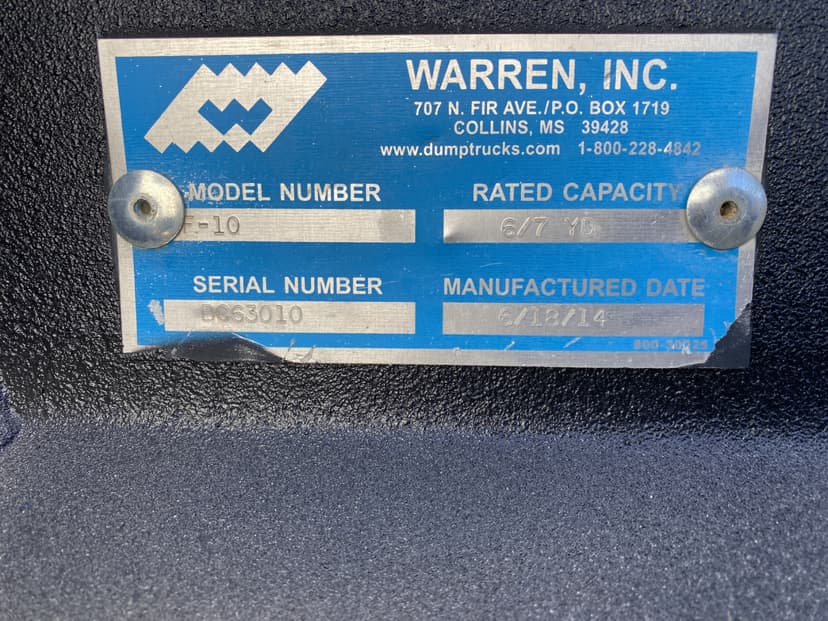 WARREN, INC.
707 N. FIR AVE./P.O. BOX 1719
COLLINS, MS 39428
www.dumptrucks.com 1-800-228-4842
MODEL NUMBER RATED CAPACITY
-10 6/7 YD
SERIAL NUMBER MANUFACTURED DATE
DC63010 6/18/14